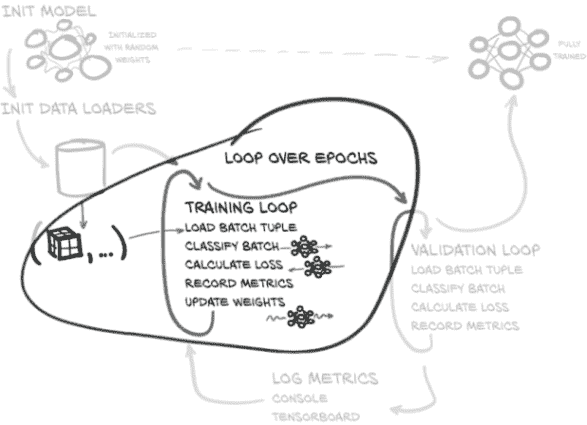 INIT MODEL
INITIALIZED
WITH RANDOM
WEIGHTS
FULLY
TRAINED
INIT DATA LOADERS
LOOP OVER EPOCHS
( , ...)
TRAINING LOOP
LOAD BATCH TUPLE
CLASSIFY BATCH
CALCULATE LOSS
RECORD METRICS
UPDATE WEIGHTS
VALIDATION LOOP
LOAD BATCH TUPLE
CLASSIFY BATCH
CALCULATE LOSS
RECORD METRICS
LOG METRICS
CONSOLE
TENSORBOARD